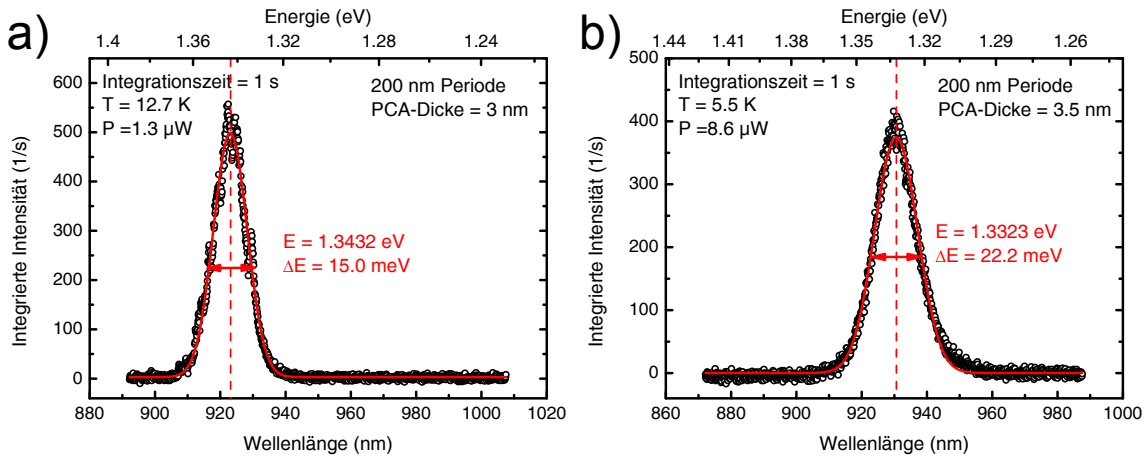 a)
Energie (eV)
1.4 1.36 1.32 1.28 1.24
Integrationszeit = 1 s
T = 12.7 K
P =1.3 µW
200 nm Periode
PCA-Dicke = 3 nm
E = 1.3432 eV
ΔE = 15.0 meV
Integrierte Intensität (1/s)
600
500
400
300
200
100
0
880 900 920 940 960 980 1000 1020
Wellenlänge (nm)
b)
Energie (eV)
1.44 1.41 1.38 1.35 1.32 1.29 1.26
Integrationszeit = 1 s
T = 5.5 K
P =8.6 µW
200 nm Periode
PCA-Dicke = 3.5 nm
E = 1.3323 eV
ΔE = 22.2 meV
Integrierte Intensität (1/s)
500
400
300
200
100
0
860 880 900 920 940 960 980 1000
Wellenlänge (nm)